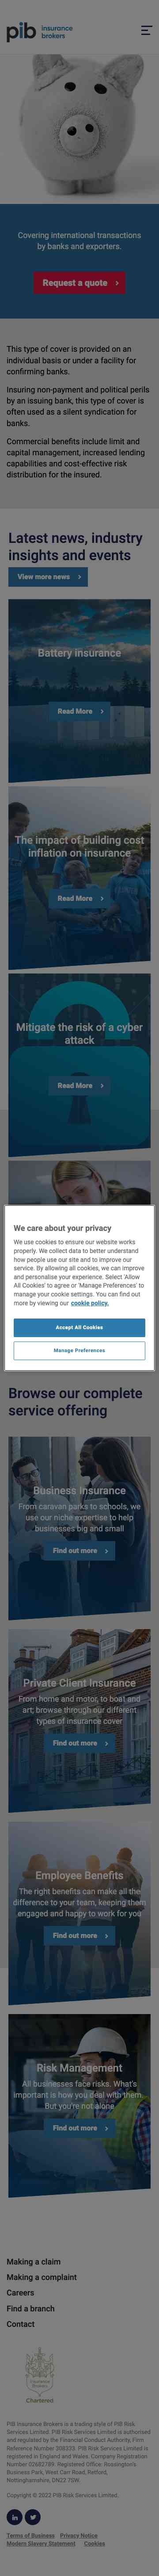 pib insurance
brokers
Covering international transactions
by banks and exporters.
Request a quote
This type of cover is provided on an
individual basis or under a facility for
confirming banks.
Insuring non-payment and political perils
by an issuing bank, this type of cover is
often used as a selling syndication for
banks.
Commercial benefits include limit and
capital management, increased lending
capabilities and cost-effective risk
distribution for the insured.
Latest news, industry
insights and events
View more news
Battery insurance
Read More
The impact of building cost
inflation on insurance
Read More
Mitigate the risk of a cyber
attack
Read More
We care about your privacy
We use cookies to ensure our website works
properly. We collect data to better understand
how people use our site and to improve our
services. By allowing all cookies, we can improve
and personalise your experience. Select 'Allow
All Cookies' to agree or 'Manage Preferences' to
set your cookie settings. You can find out
more by viewing our cookie policy.
Accept All Cookies
Manage Preferences
Browse our complete
service offering
Business Insurance
From caravan parks to schools, we
use our niche expertise to help
businesses big and small
Find out more
Private Client Insurance
From home and motor, to boat and
art; browse through our different
types of insurance cover
Find out more
Employee Benefits
The right benefits can make all the
difference to your team, keeping them
engaged and happy to work for you
Find out more
Risk Management
All businesses face risks. What's
important is how you deal with them.
But you're not alone
Find out more
Making a claim
Making a complaint
Careers
Find a branch
Contact
Chartered
PIB Insurance Brokers is a trading style of PIB Risk
Services Limited. PIB Risk Services Limited is authorised
and regulated by the Financial Conduct Authority, Firm
Reference Number 308333. PIB Risk Services Limited is
registered in England and Wales. Company Registration
Number 02682789. Registered Office: Rossington's
Business Park, West Carr Road, Retford,
Nottinghamshire, DN22 7SW.
Copyright © 2022 PIB Risk Services Limited.
Terms of Business Privacy Notice
Modern Slavery Statement Cookies